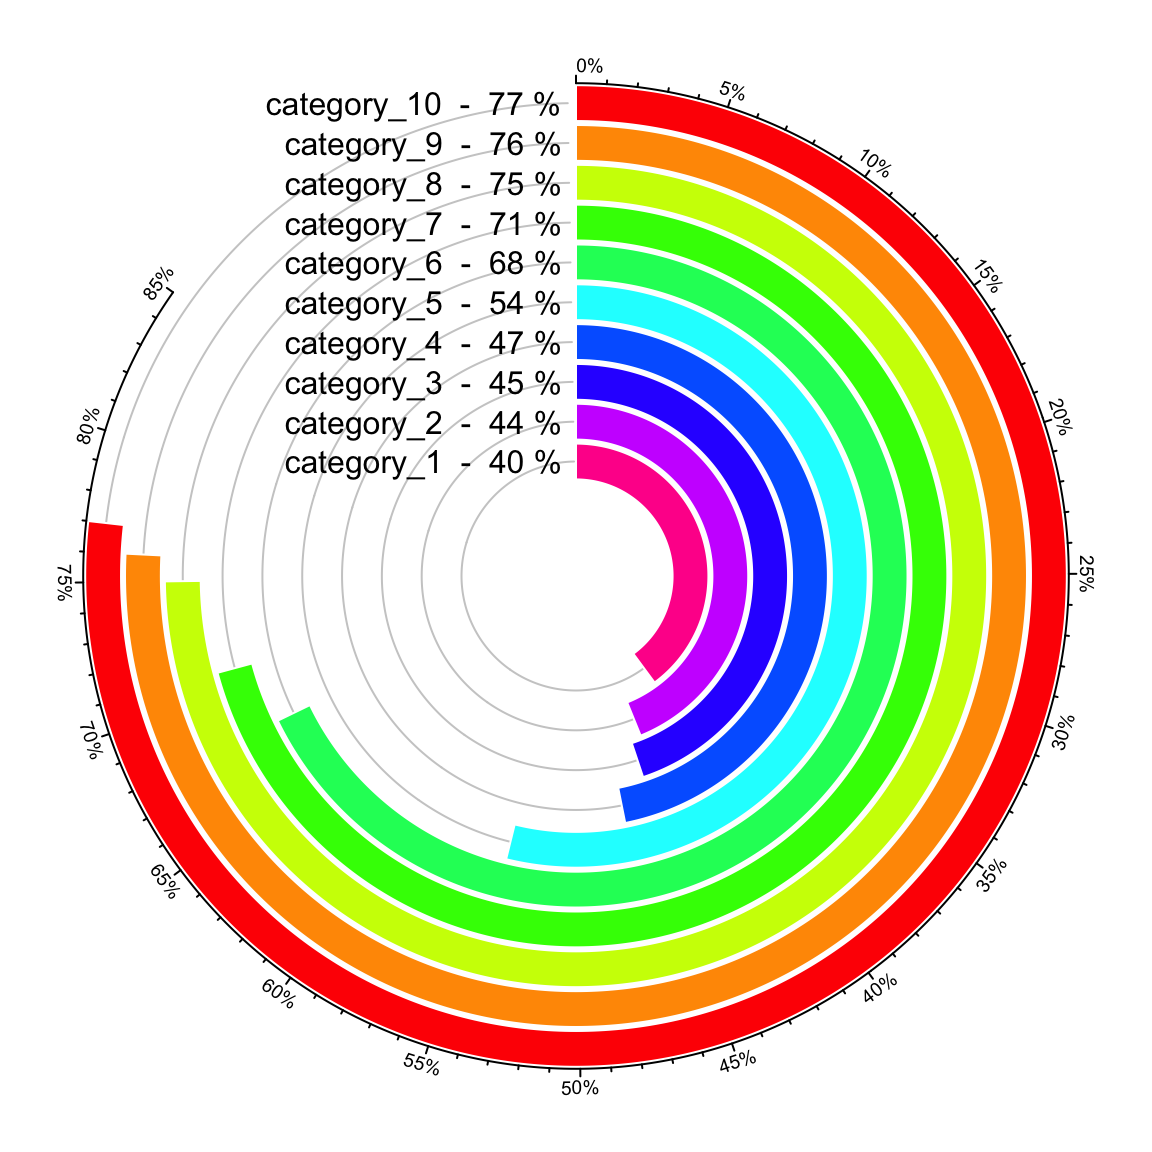 category_10 - 77 %
category_9 - 76 %
category_8 - 75 %
category_7 - 71 %
category_6 - 68 %
category_5 - 54 %
category_4 - 47 %
category_3 - 45 %
category_2 - 44 %
category_1 - 40 %
0%
5%
10%
15%
20%
25%
30%
35%
40%
45%
50%
55%
60%
65%
70%
75%
80%
85%